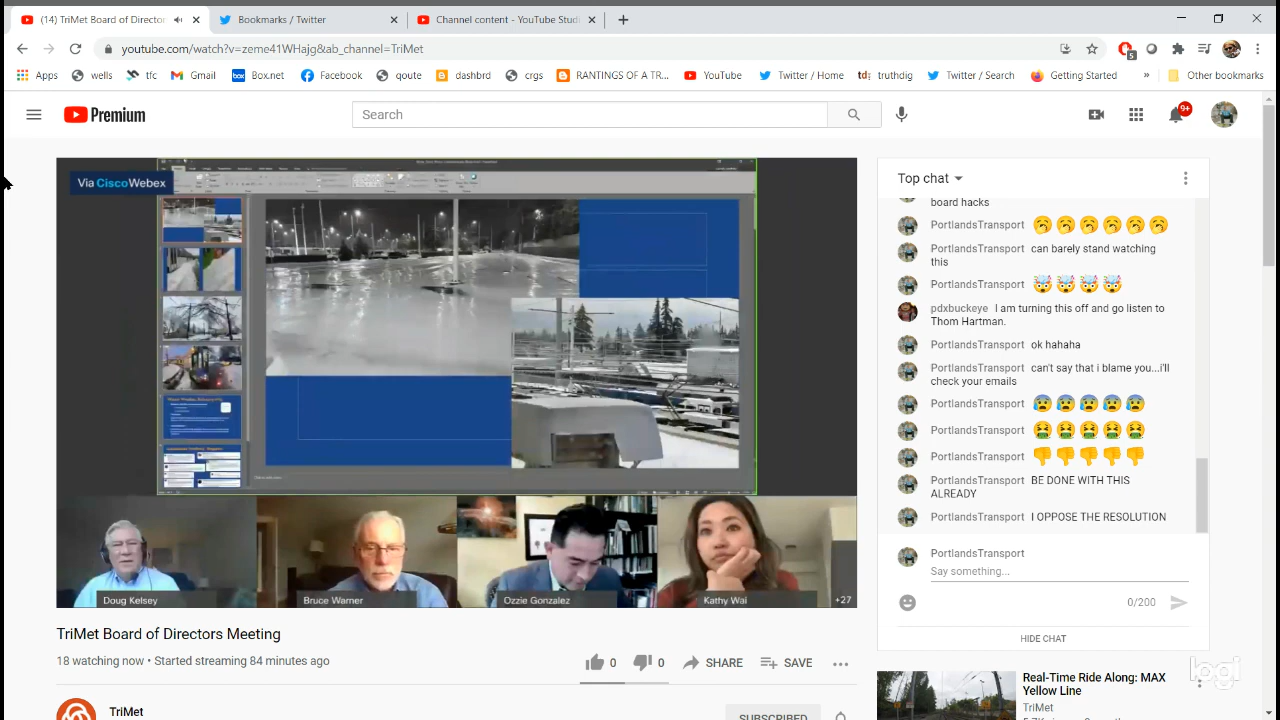 (14) TriMet Board of Director
Bookmarks / Twitter
Channel content - YouTube Studi
youtube.com/watch?v=zeme41WHajg&ab_channel=TriMet
5
Apps
wells
tfc
Gmail
box
Box.net
Facebook
qoute
dashbrd
crgs
RANTINGS OF A TR...
YouTube
Twitter / Home
td:
truthdig
Twitter / Search
Getting Started
»
Other bookmarks
Premium
Search
9+
Via CiscoWebex
Doug Kelsey
Bruce Warner
Ozzie Gonzalez
Kathy Wai
+27
TriMet Board of Directors Meeting
18 watching now • Started streaming 84 minutes ago
0
0
SHARE
SAVE
TriMet
SUBSCRIBED
Top chat
board hacks
PortlandsTransport 🥱🥱🥱🥱🥱🥱
PortlandsTransport can barely stand watching
this
PortlandsTransport 🤯🤯🤯🤯
pdxbuckeye I am turning this off and go listen to
Thom Hartman.
PortlandsTransport ok hahaha
PortlandsTransport can't say that i blame you...i'll
check your emails
PortlandsTransport 😰😰😰😰😰
PortlandsTransport 🤮🤮🤮🤮🤮
PortlandsTransport 👎👎👎👎👎
PortlandsTransport BE DONE WITH THIS
ALREADY
PortlandsTransport I OPPOSE THE RESOLUTION
PortlandsTransport
Say something...
0/200
HIDE CHAT
Real-Time Ride Along: MAX
Yellow Line
TriMet
logi